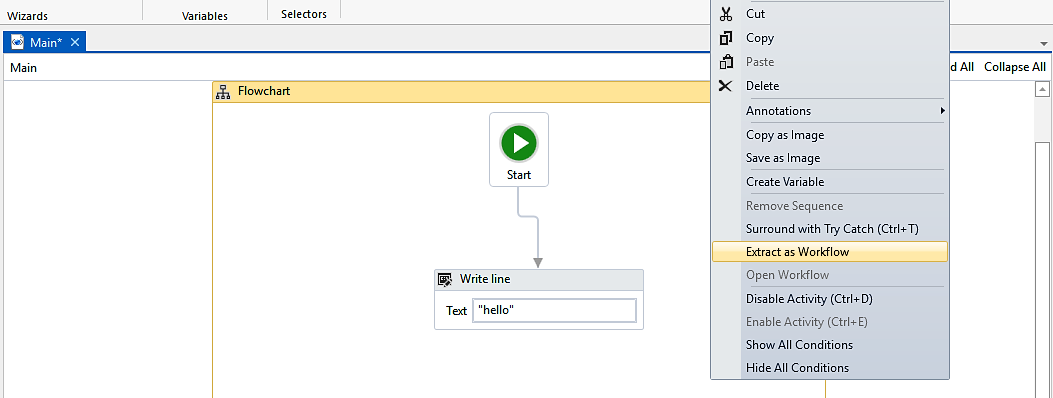 Wizards
Variables
Selectors
Main*
Main
d All
Collapse All
Flowchart
Start
Write line
Text
"hello"
Cut
Copy
Paste
Delete
Annotations
Copy as Image
Save as Image
Create Variable
Remove Sequence
Surround with Try Catch (Ctrl+T)
Extract as Workflow
Open Workflow
Disable Activity (Ctrl+D)
Enable Activity (Ctrl+E)
Show All Conditions
Hide All Conditions